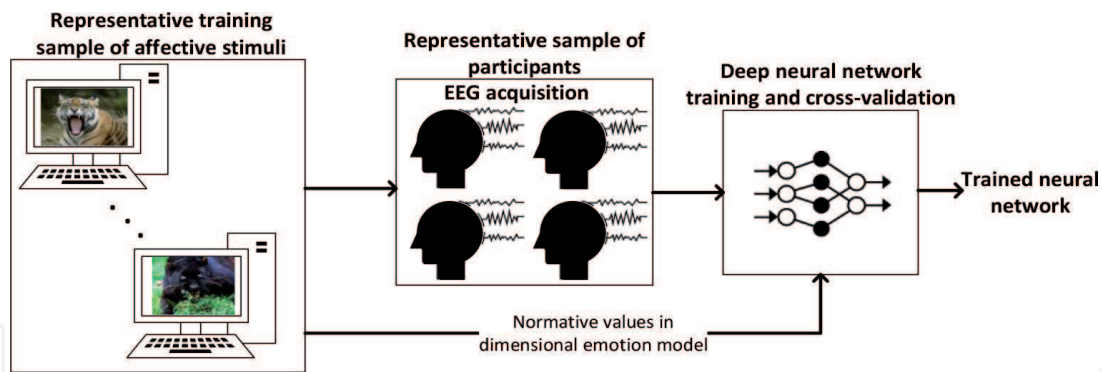 Representative training
sample of affective stimuli
Representative sample of
participants
EEG acquisition
Deep neural network
training and cross-validation
Trained neural
network
Normative values in
dimensional emotion model